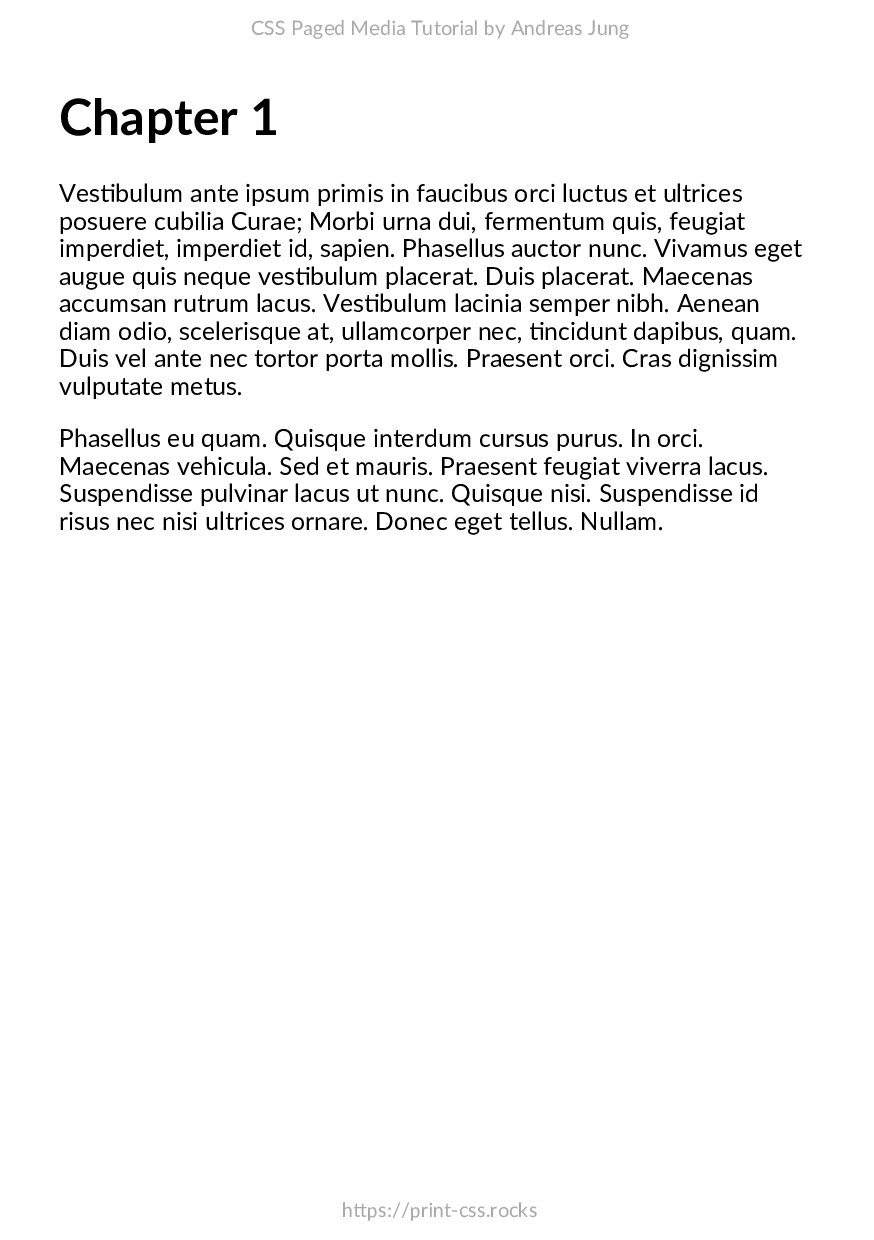 CSS Paged Media Tutorial by Andreas Jung
Chapter 1
Vestibulum ante ipsum primis in faucibus orci luctus et ultrices
posuere cubilia Curae; Morbi urna dui, fermentum quis, feugiat
imperdiet, imperdiet id, sapien. Phasellus auctor nunc. Vivamus eget
augue quis neque vestibulum placerat. Duis placerat. Maecenas
accumsan rutrum lacus. Vestibulum lacinia semper nibh. Aenean
diam odio, scelerisque at, ullamcorper nec, tincidunt dapibus, quam.
Duis vel ante nec tortor porta mollis. Praesent orci. Cras dignissim
vulputate metus.
Phasellus eu quam. Quisque interdum cursus purus. In orci.
Maecenas vehicula. Sed et mauris. Praesent feugiat viverra lacus.
Suspendisse pulvinar lacus ut nunc. Quisque nisi. Suspendisse id
risus nec nisi ultrices ornare. Donec eget tellus. Nullam.
https://print-css.rocks